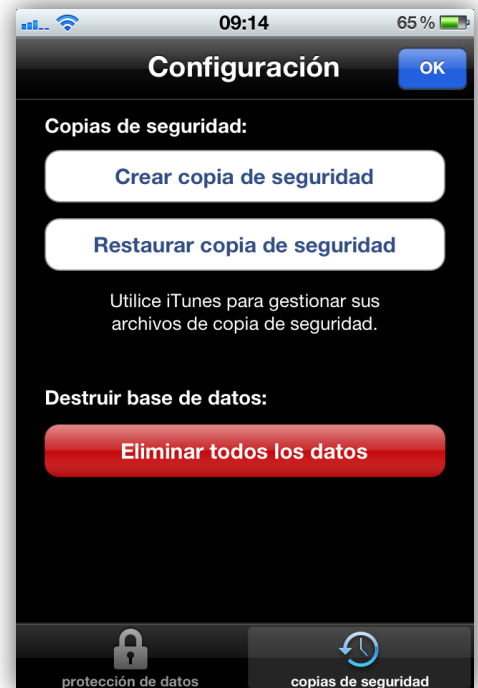 09:14
65 %
Configuración
OK
Copias de seguridad:
Crear copia de seguridad
Restaurar copia de seguridad
Utilice iTunes para gestionar sus
archivos de copia de seguridad.
Destruir base de datos:
Eliminar todos los datos
protección de datos
copias de seguridad